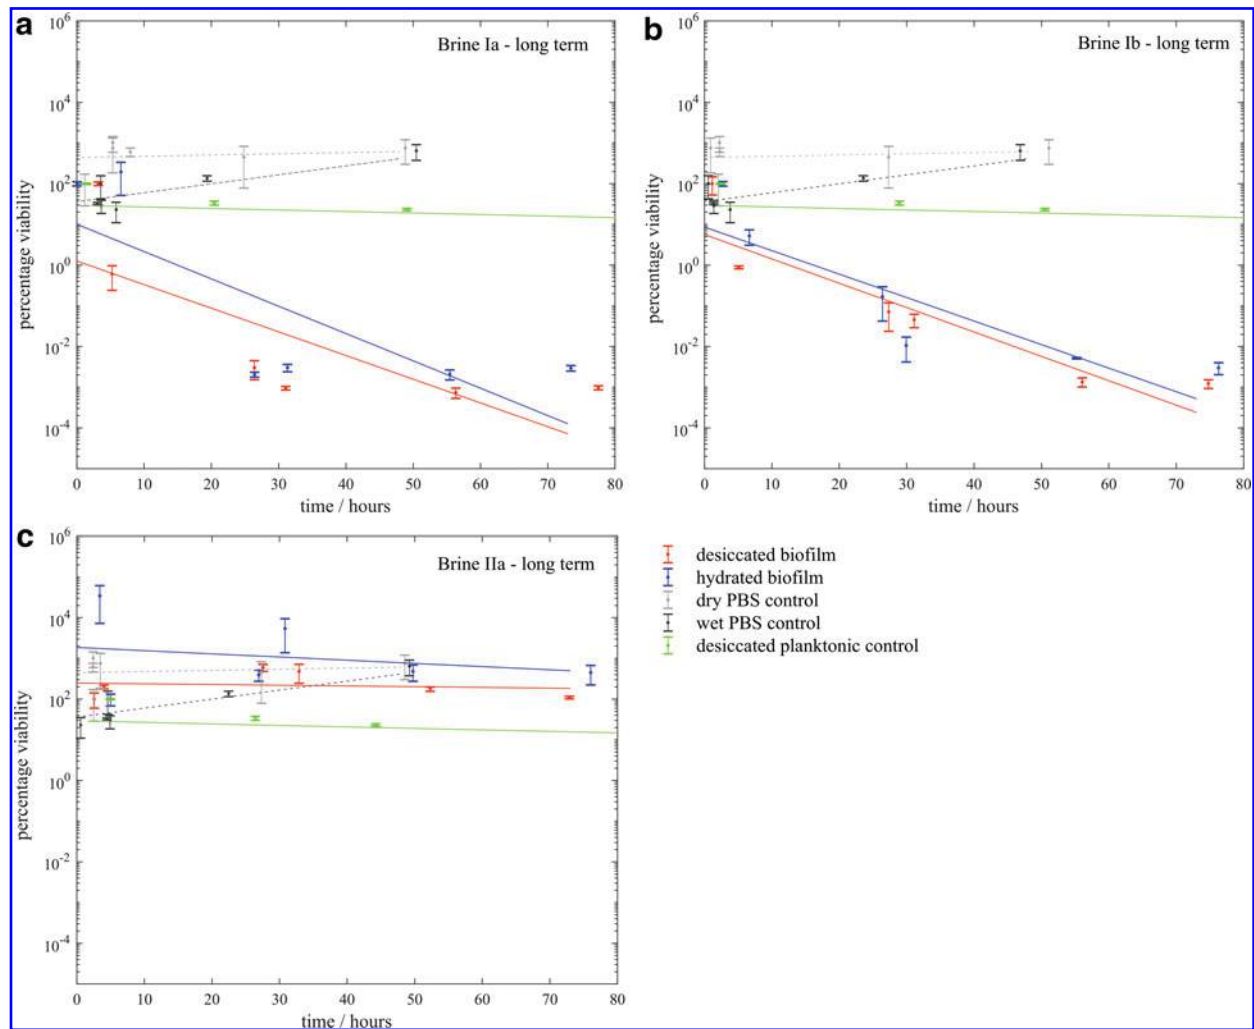 a
Brine Ia - long term
percentage viability
10^6
10^4
10^2
10^0
10^-2
10^-4
0 10 20 30 40 50 60 70 80
time / hours
b
Brine Ib - long term
percentage viability
10^6
10^4
10^2
10^0
10^-2
10^-4
0 10 20 30 40 50 60 70 80
time / hours
c
Brine IIa - long term
percentage viability
10^6
10^4
10^2
10^0
10^-2
10^-4
0 10 20 30 40 50 60 70 80
time / hours
desiccated biofilm
hydrated biofilm
dry PBS control
wet PBS control
desiccated planktonic control